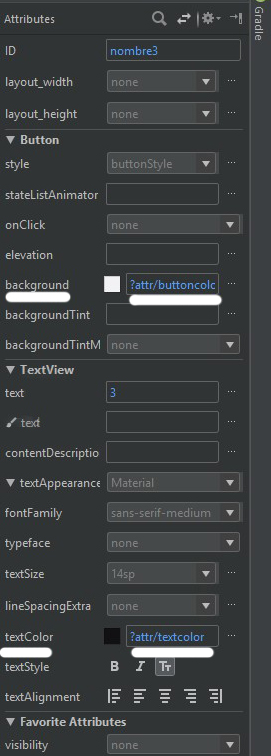 Attributes
Gradle
ID nombre3
layout_width none
layout_height none
Button
style buttonStyle
stateListAnimator
onClick none
elevation
background ?attr/buttoncolc
backgroundTint
backgroundTintM none
TextView
text 3
text
contentDescriptio
textAppearance Material
fontFamily sans-serif-medium
typeface none
textSize 14sp
lineSpacingExtra none
textColor ?attr/textcolor
textStyle B I Tт
textAlignment
Favorite Attributes
visibility none